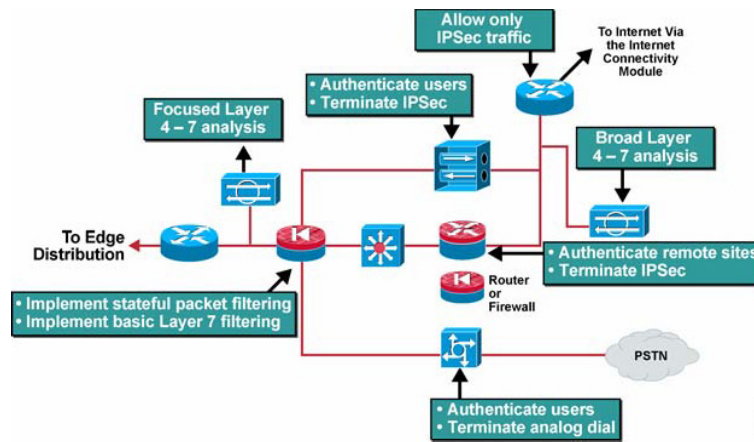 Allow only
IPSec traffic
To Internet Via
the Internet
Connectivity
Module
• Authenticate users
• Terminate IPSec
Focused Layer
4 – 7 analysis
Broad Layer
4 – 7 analysis
To Edge
Distribution
• Authenticate remote sites
• Terminate IPSec
• Implement stateful packet filtering
• Implement basic Layer 7 filtering
Router
or
Firewall
PSTN
• Authenticate users
• Terminate analog dial